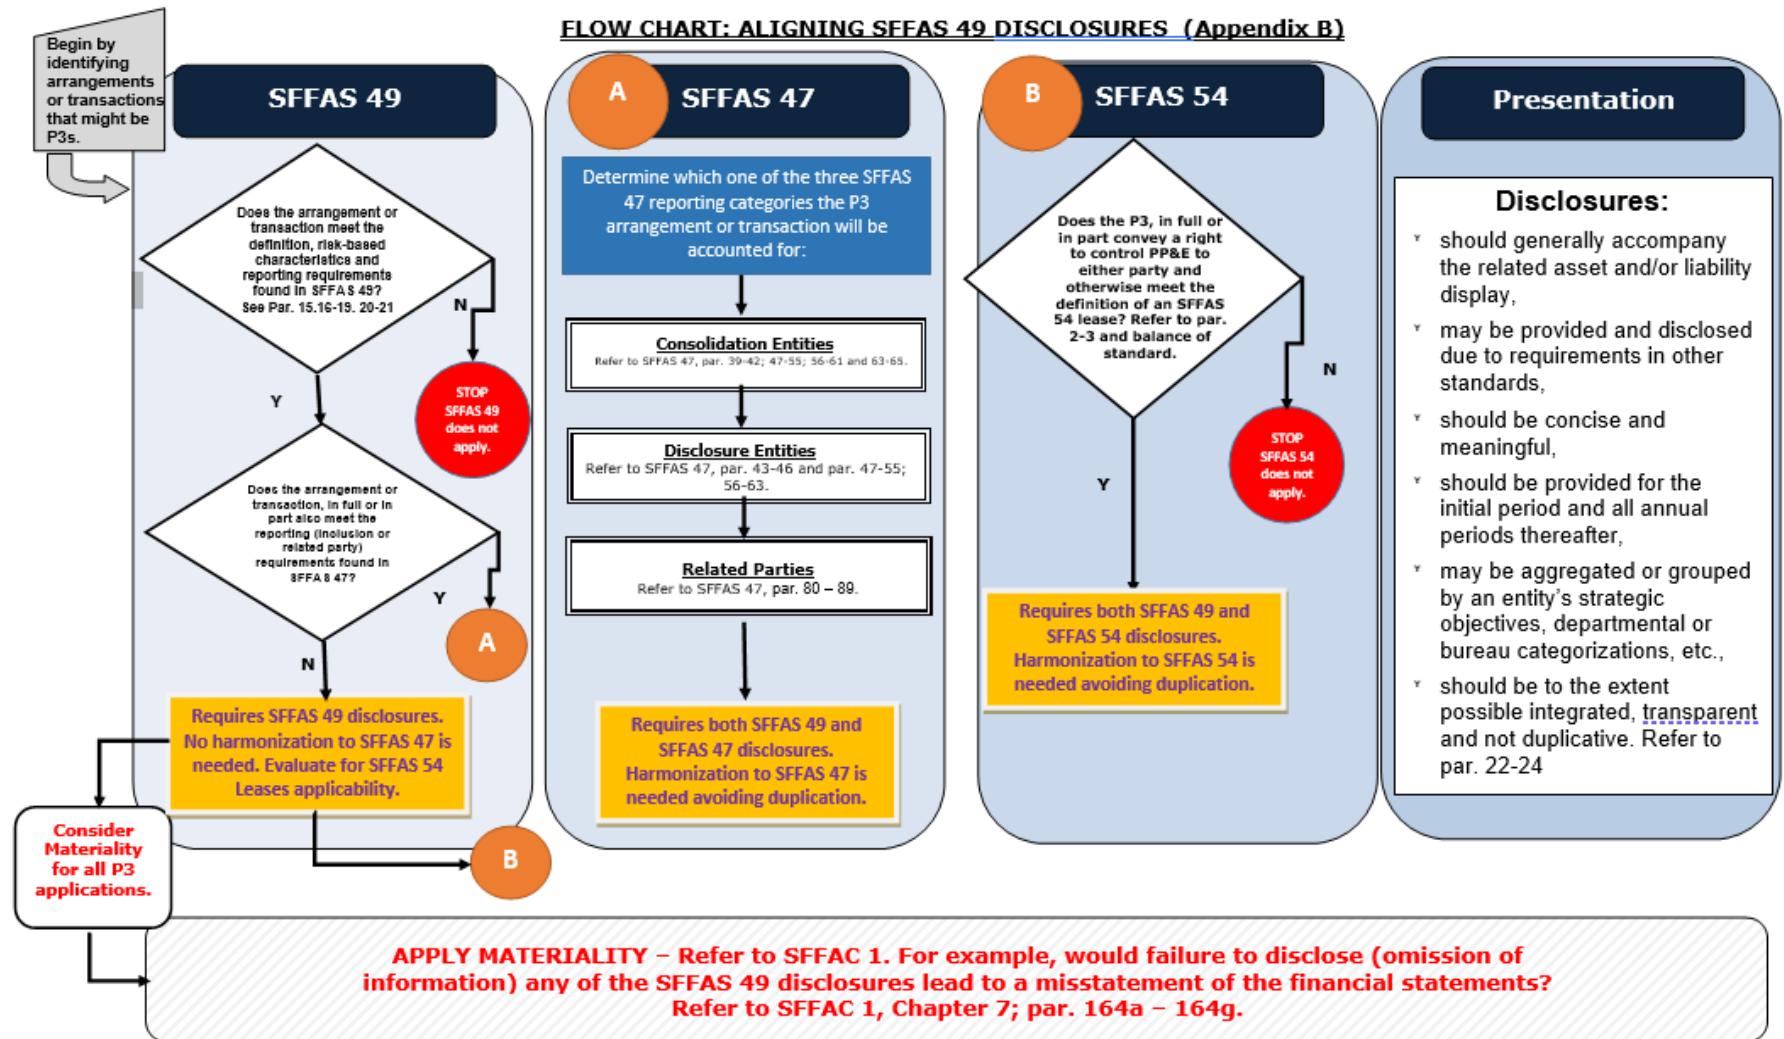 FLOW CHART: ALIGNING SFFAS 49 DISCLOSURES (Appendix B)
Begin by
identifying
arrangements
or transactions
that might be
P3s.
SFFAS 49
Does the arrangement or
transaction meet the
definition, risk-based
characteristics and
reporting requirements
found in SFFAS 49?
See Par. 15.16-19. 20-21
N
STOP
SFFAS 49
does not
apply.
Y
Does the arrangement or
transaction, in full or in
part also meet the
reporting (inclusion or
related party)
requirements found in
SFFAS 47?
Y
A
N
Requires SFFAS 49 disclosures.
No harmonization to SFFAS 47 is
needed. Evaluate for SFFAS 54
Leases applicability.
B
Consider
Materiality
for all P3
applications.
A
SFFAS 47
Determine which one of the three SFFAS
47 reporting categories the P3
arrangement or transaction will be
accounted for:
Consolidation Entities
Refer to SFFAS 47, par. 39-42; 47-55; 56-61 and 63-65.
Disclosure Entities
Refer to SFFAS 47, par. 43-46 and par. 47-55;
56-63.
Related Parties
Refer to SFFAS 47, par. 80 – 89.
Requires both SFFAS 49 and
SFFAS 47 disclosures.
Harmonization to SFFAS 47 is
needed avoiding duplication.
B
SFFAS 54
Does the P3, in full or
in part convey a right
to control PP&E to
either party and
otherwise meet the
definition of an SFFAS
54 lease? Refer to par.
2-3 and balance of
standard.
N
STOP
SFFAS 54
does not
apply.
Y
Requires both SFFAS 49 and
SFFAS 54 disclosures.
Harmonization to SFFAS 54 is
needed avoiding duplication.
Presentation
Disclosures:
should generally accompany
the related asset and/or liability
display,
may be provided and disclosed
due to requirements in other
standards,
should be concise and
meaningful,
should be provided for the
initial period and all annual
periods thereafter,
may be aggregated or grouped
by an entity's strategic
objectives, departmental or
bureau categorizations, etc.,
should be to the extent
possible integrated, transparent
and not duplicative. Refer to
par. 22-24
APPLY MATERIALITY – Refer to SFFAC 1. For example, would failure to disclose (omission of
information) any of the SFFAS 49 disclosures lead to a misstatement of the financial statements?
Refer to SFFAC 1, Chapter 7; par. 164a – 164g.